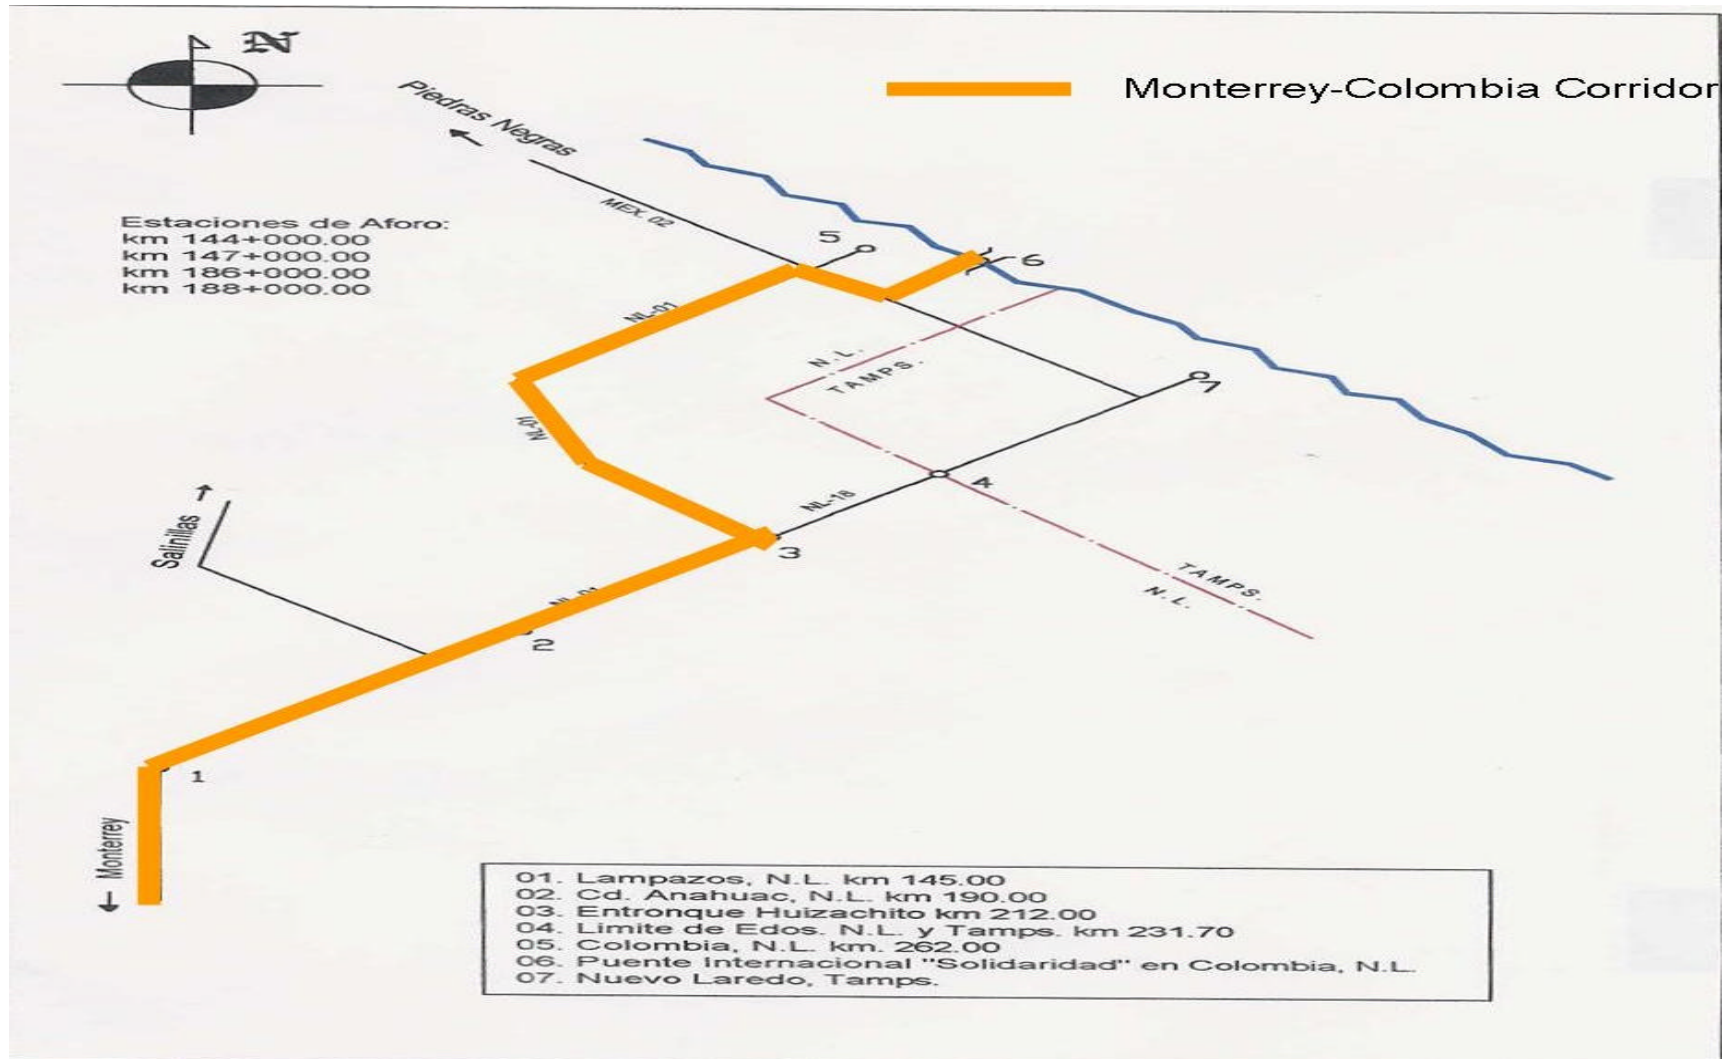 N
Monterrey-Colombia Corridor
Piedras Negras
MEX. 02
Estaciones de Aforo:
km 144+000.00
km 147+000.00
km 186+000.00
km 188+000.00
5
6
NL-01
N.L.
TAMPS.
7
NL-01
4
NL-18
Salinillas
3
TAMPS.
N.L.
NL-01
2
1
Monterrey
01. Lampazos, N.L. km 145.00
02. Cd. Anahuac, N.L. km 190.00
03. Entronque Huizachito km 212.00
04. Limite de Edos. N.L. y Tamps. km 231.70
05. Colombia, N.L. km. 262.00
06. Puente Internacional "Solidaridad" en Colombia, N.L.
07. Nuevo Laredo, Tamps.